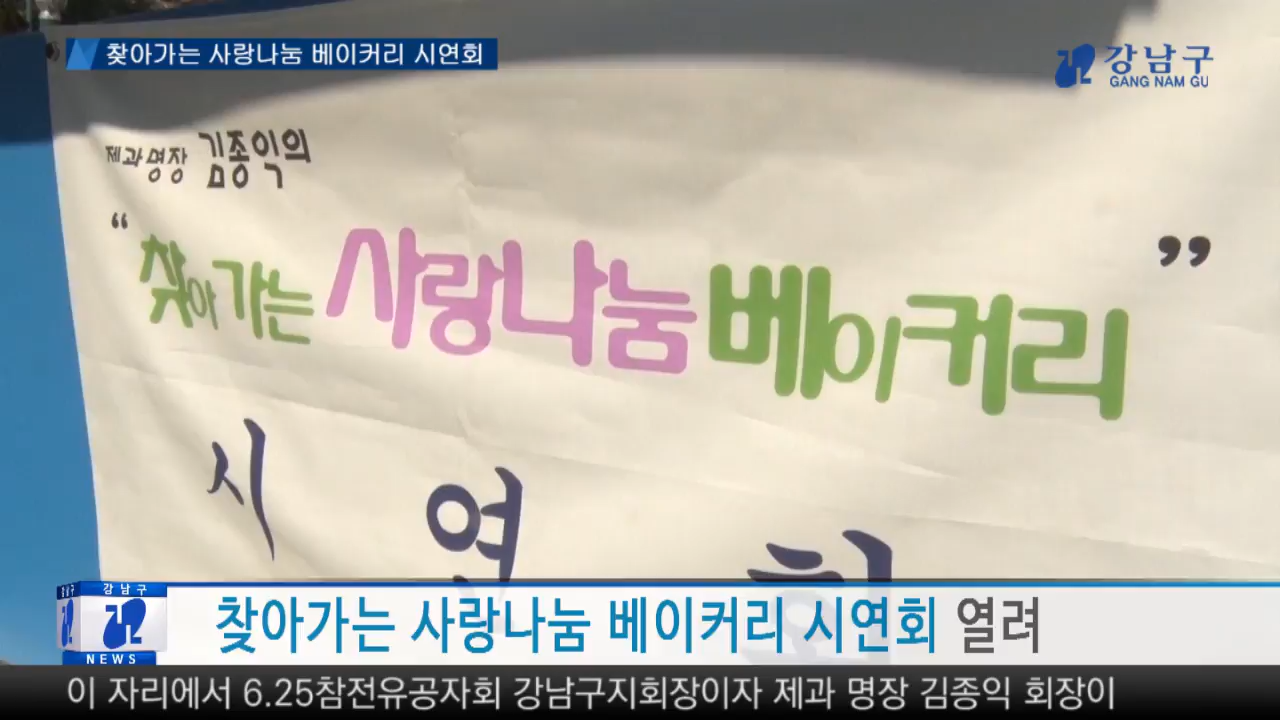 찾아가는 사랑나눔 베이커리 시연회
강남구
GANG NAM GU
제과명장 김종익의
“찾아가는 사랑나눔 베이커리”
시연회
강남구
강남구
NEWS
찾아가는 사랑나눔 베이커리 시연회 열려
이 자리에서 6.25참전유공자회 강남구지회장이자 제과 명장 김종익 회장이